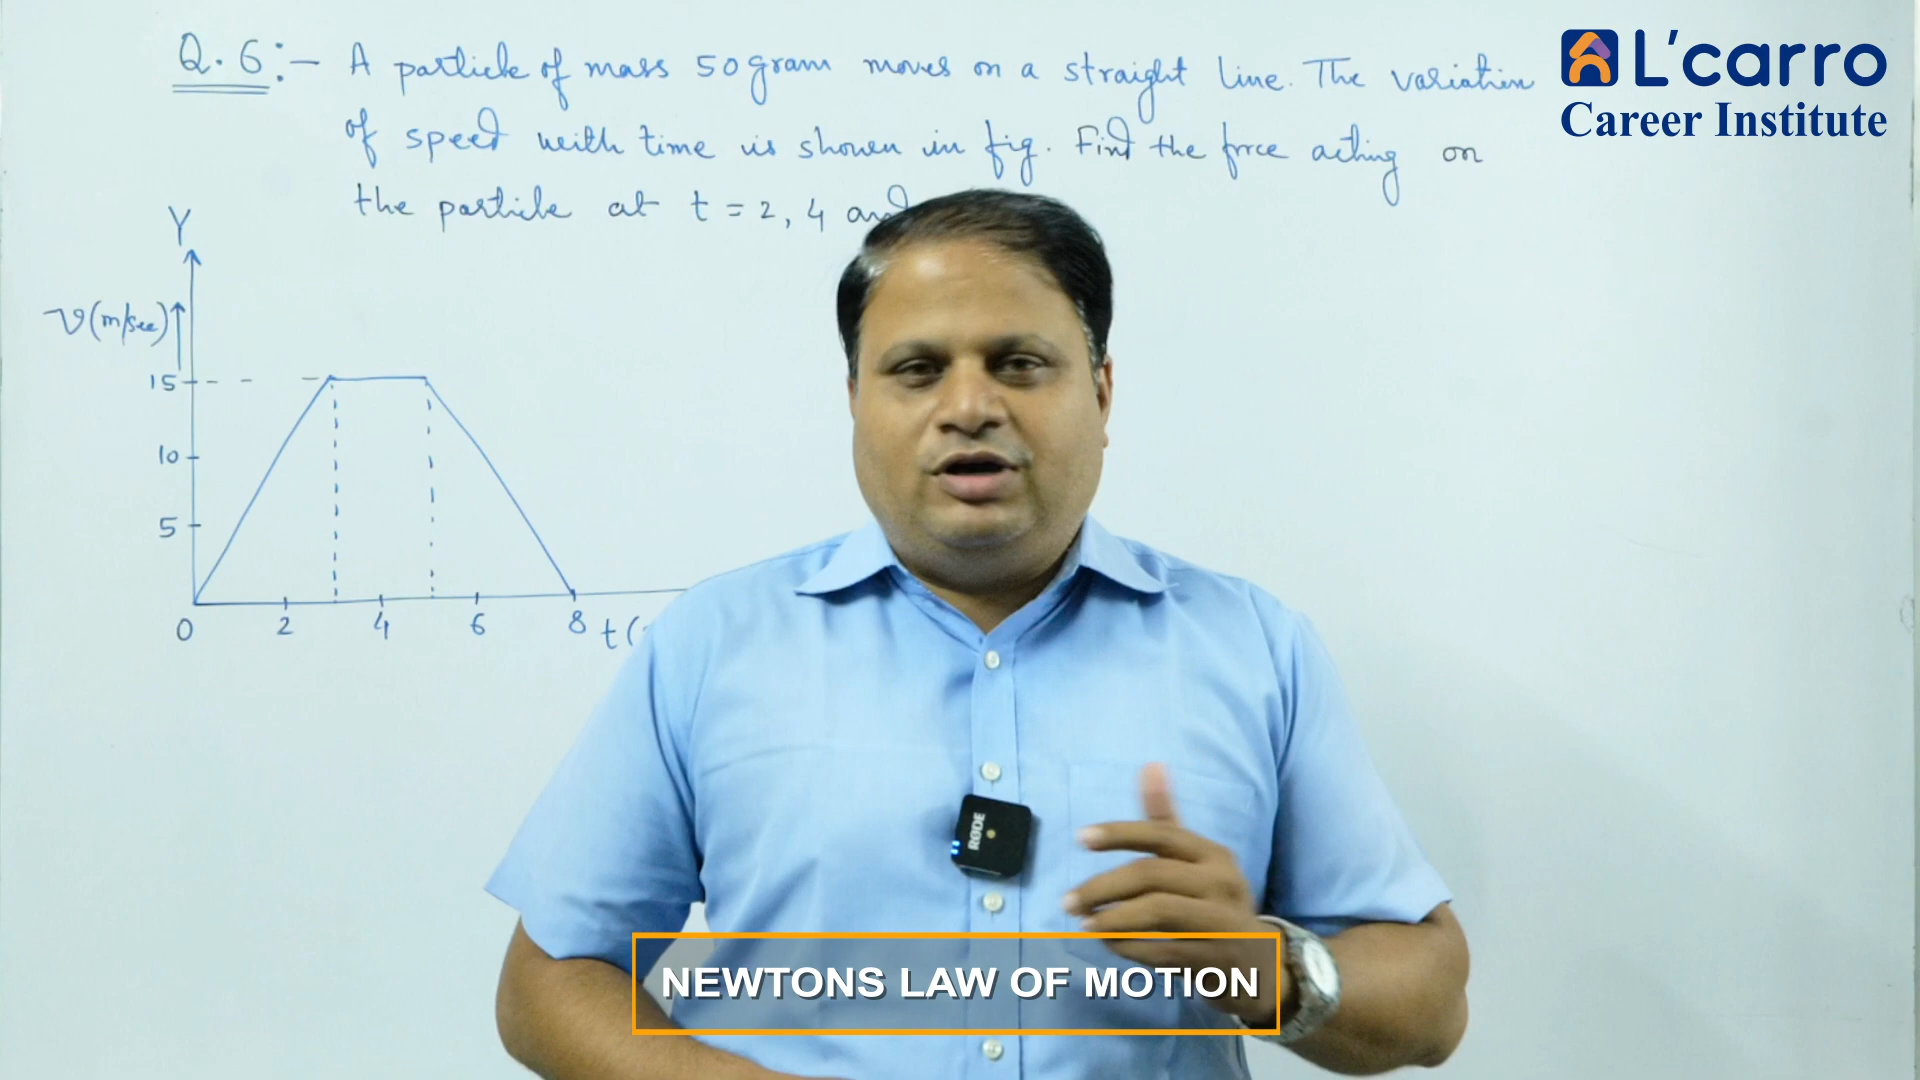 Q.6:- A particle of mass 50gram moves on a straight line. The variation
of speed with time is shown in fig. Find the force acting on
the particle at t = 2, 4 and
L'carro
Career Institute
Y
v(m/sec)
15
10
5
0 2 4 6 8 t(
RØDE
NEWTONS LAW OF MOTION